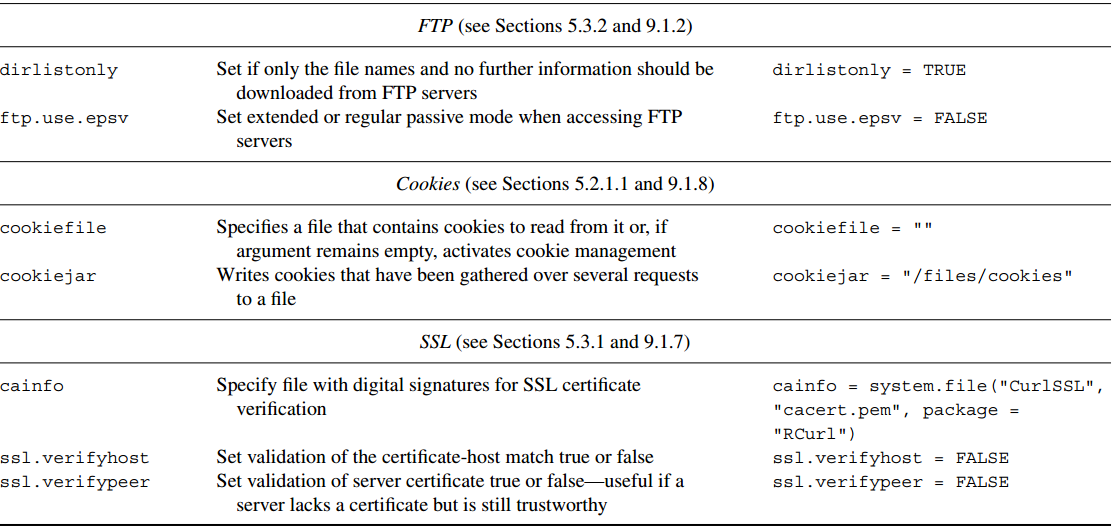 FTP (see Sections 5.3.2 and 9.1.2)
dirlistonly Set if only the file names and no further information should be dirlistonly = TRUE
downloaded from FTP servers
ftp.use.epsv Set extended or regular passive mode when accessing FTP ftp.use.epsv = FALSE
servers
Cookies (see Sections 5.2.1.1 and 9.1.8)
cookiefile Specifies a file that contains cookies to read from it or, if cookiefile = ""
argument remains empty, activates cookie management
cookiejar Writes cookies that have been gathered over several requests cookiejar = "/files/cookies"
to a file
SSL (see Sections 5.3.1 and 9.1.7)
cainfo Specify file with digital signatures for SSL certificate cainfo = system.file("CurlSSL",
verification "cacert.pem", package =
"RCurl")
ssl.verifyhost Set validation of the certificate-host match true or false ssl.verifyhost = FALSE
ssl.verifypeer Set validation of server certificate true or false—useful if a ssl.verifypeer = FALSE
server lacks a certificate but is still trustworthy